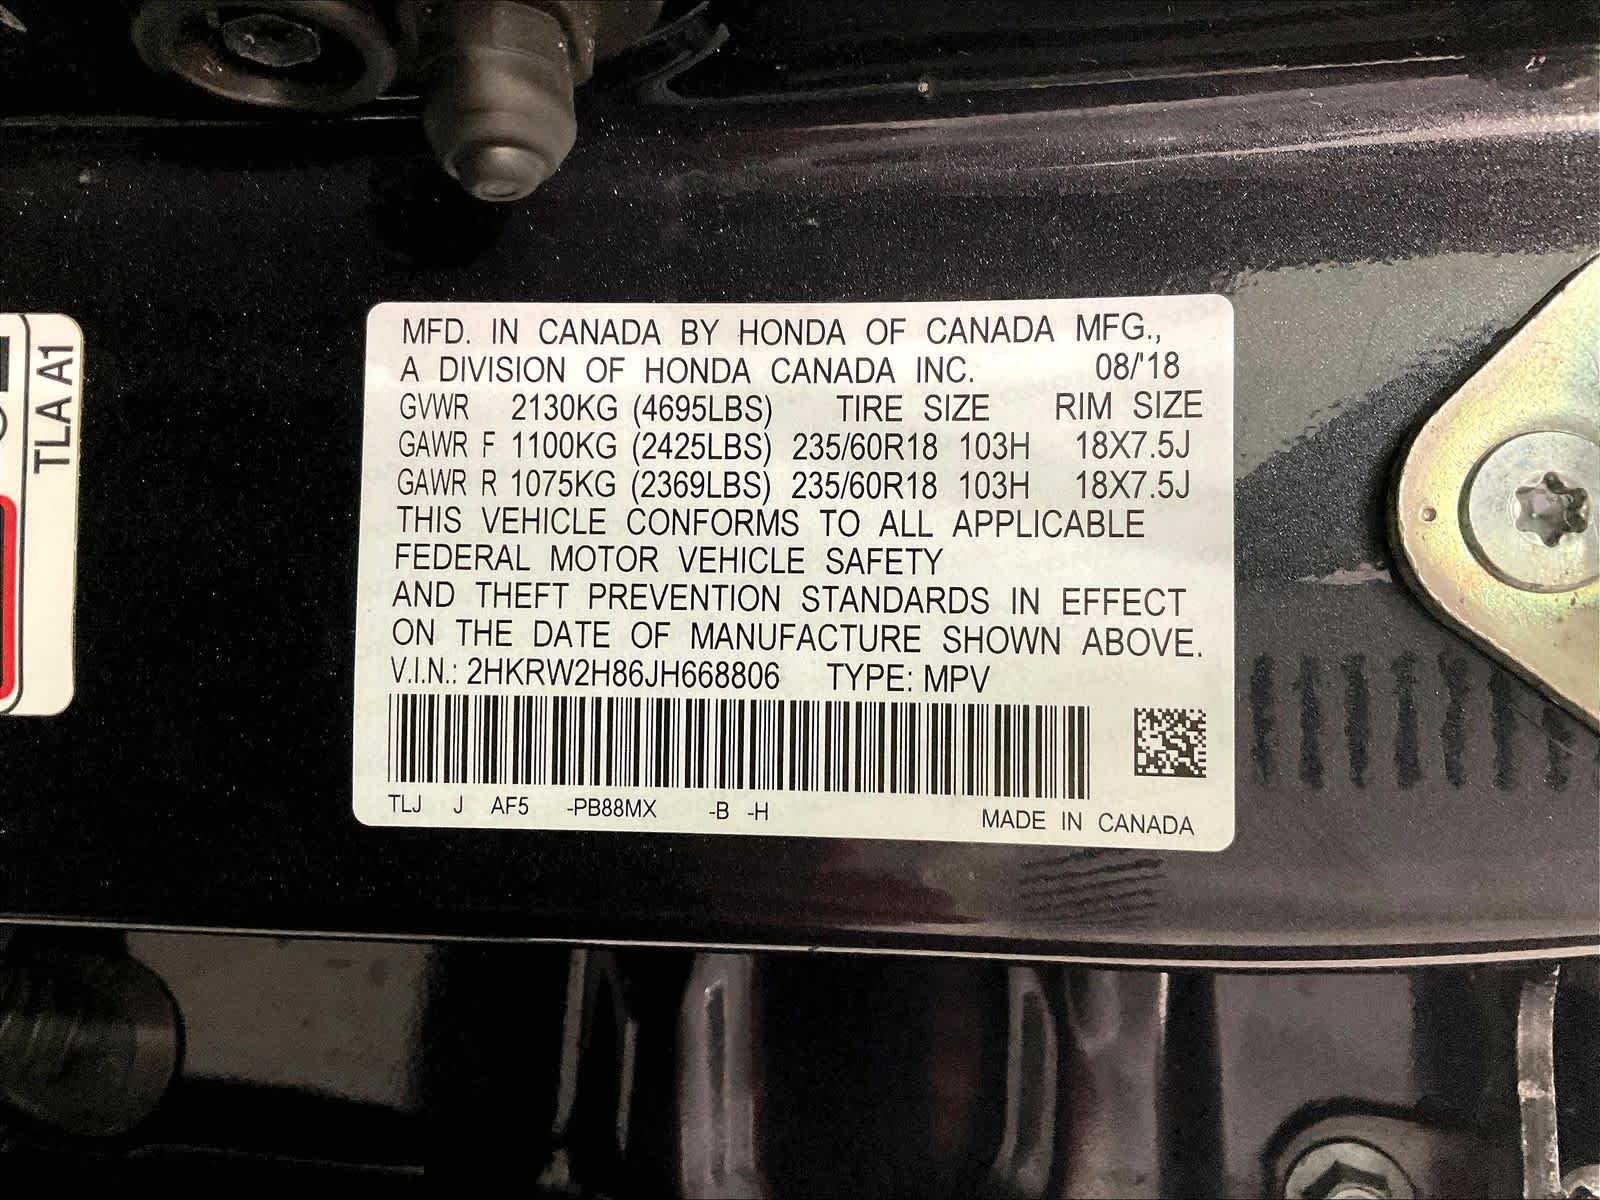 TLA A1
MFD. IN CANADA BY HONDA OF CANADA MFG.,
A DIVISION OF HONDA CANADA INC. 08/'18
GVWR 2130KG (4695LBS) TIRE SIZE RIM SIZE
GAWR F 1100KG (2425LBS) 235/60R18 103H 18X7.5J
GAWR R 1075KG (2369LBS) 235/60R18 103H 18X7.5J
THIS VEHICLE CONFORMS TO ALL APPLICABLE
FEDERAL MOTOR VEHICLE SAFETY
AND THEFT PREVENTION STANDARDS IN EFFECT
ON THE DATE OF MANUFACTURE SHOWN ABOVE.
V.I.N.: 2HKRW2H86JH668806 TYPE: MPV
TLJ J AF5 -PB88MX -B -H MADE IN CANADA